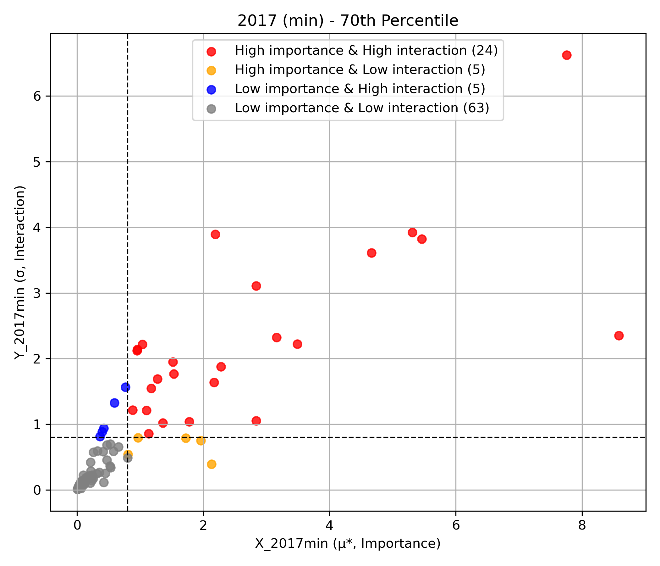 2017 (min) - 70th Percentile
High importance & High interaction (24)
High importance & Low interaction (5)
Low importance & High interaction (5)
Low importance & Low interaction (63)
Y_2017min (σ, Interaction)
6
5
4
3
2
1
0
0 2 4 6 8
X_2017min (μ*, Importance)